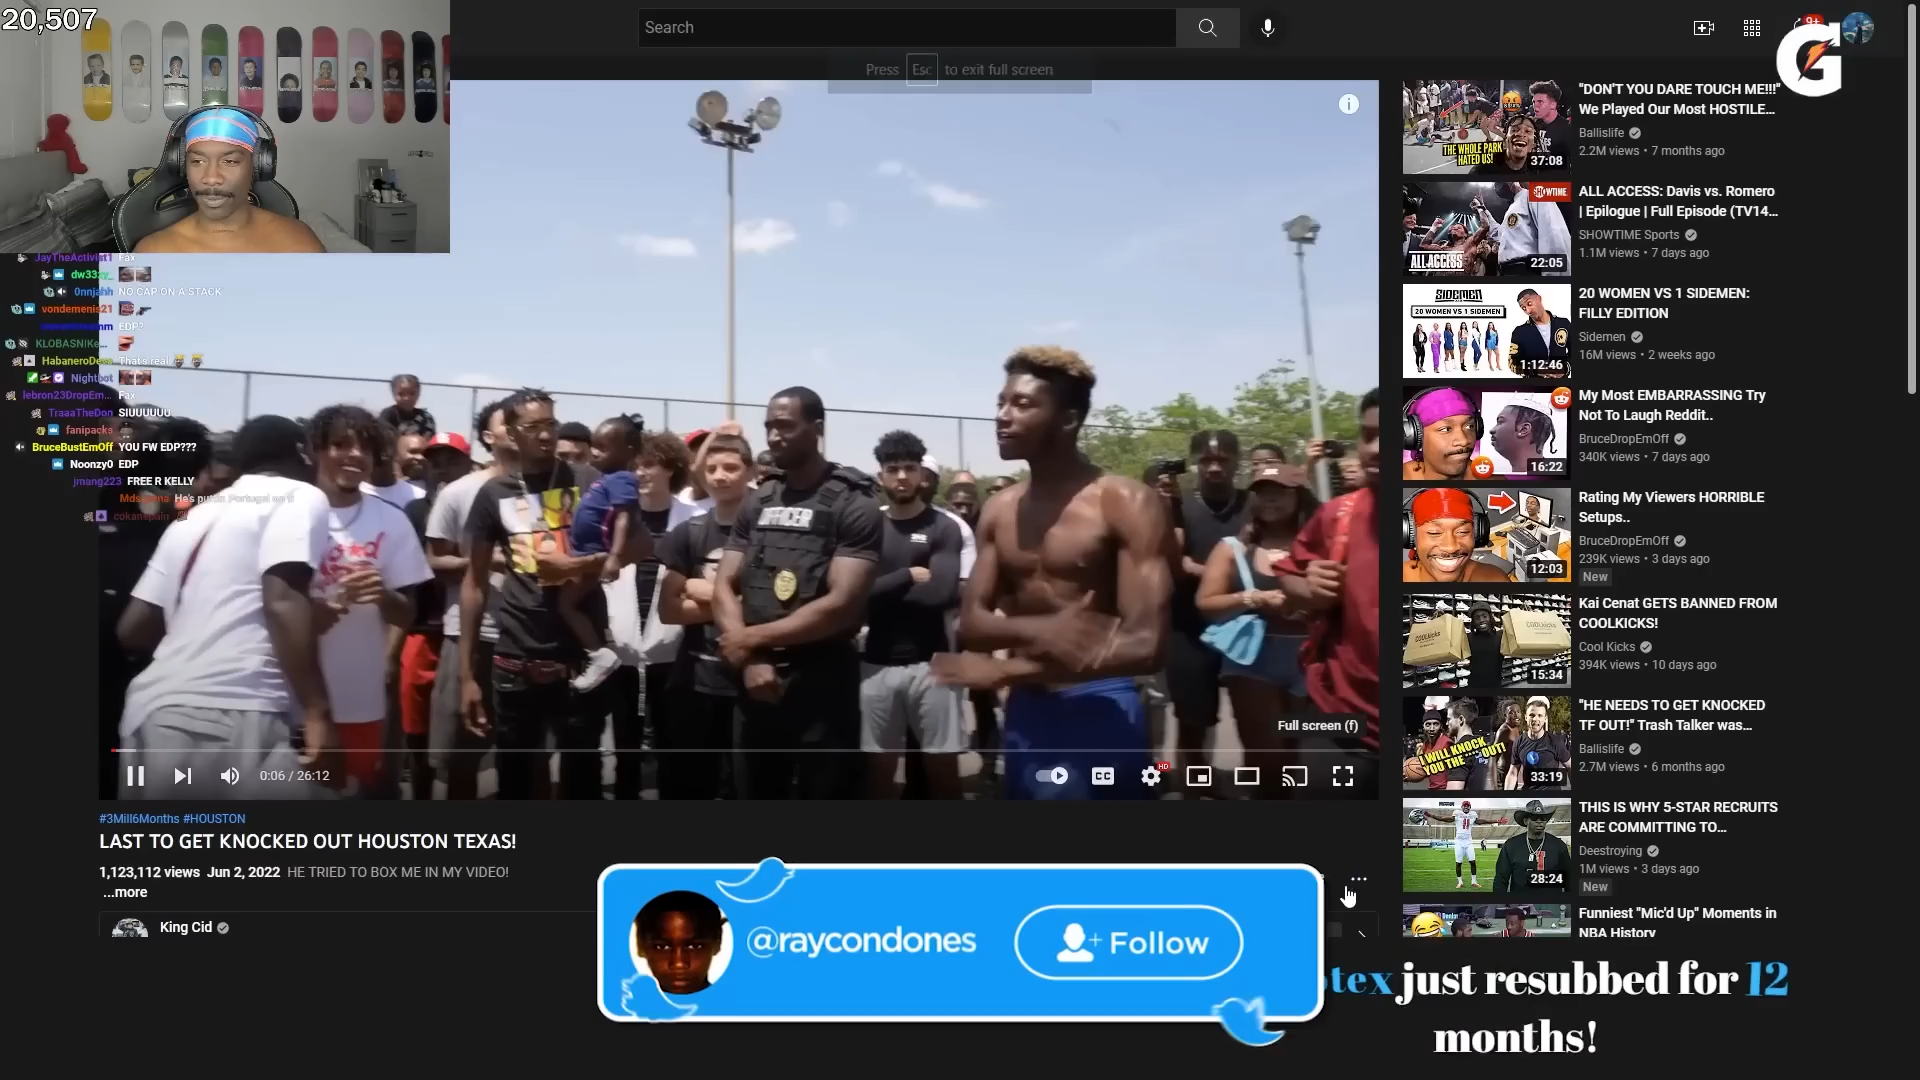 20,507
Search
Press Esc to exit full screen
9+
G
JayTheActivist1 Fax
dw33
0nnjahh NO CAP ON A STACK
vondemenis21
EDP?
KLOBASNIKe...
That's real
Nightbot
lebron23DropEm... Fax
TraaaTheDon SIUUUUUU
fanipacks
BruceBustEmOff YOU FW EDP???
Noonzy0 EDP
jmang223 FREE R KELLY
cokanspain
OFFICER
Full screen (f)
0:06 / 26:12
CC
HD
#3Mill6Months #HOUSTON
LAST TO GET KNOCKED OUT HOUSTON TEXAS!
1,123,112 views Jun 2, 2022 HE TRIED TO BOX ME IN MY VIDEO!
...more
King Cid
@raycondones
Follow
tex just resubbed for 12
months!
THE WHOLE PARK
HATED US!
37:08
"DON'T YOU DARE TOUCH ME!!!"
We Played Our Most HOSTILE...
Ballislife
2.2M views • 7 months ago
SHOWTIME
ALL ACCESS
22:05
ALL ACCESS: Davis vs. Romero
| Epilogue | Full Episode (TV14...
SHOWTIME Sports
1.1M views • 7 days ago
SIDEMEN
20 WOMEN VS 1 SIDEMEN
1:12:46
20 WOMEN VS 1 SIDEMEN:
FILLY EDITION
Sidemen
16M views • 2 weeks ago
16:22
My Most EMBARRASSING Try
Not To Laugh Reddit..
BruceDropEmOff
340K views • 7 days ago
12:03
Rating My Viewers HORRIBLE
Setups..
BruceDropEmOff
239K views • 3 days ago
New
COOLkicks
COOLkicks
15:34
Kai Cenat GETS BANNED FROM
COOLKICKS!
Cool Kicks
394K views • 10 days ago
I WILL KNOCK
YOU THE OUT!
33:19
"HE NEEDS TO GET KNOCKED
TF OUT!" Trash Talker was...
Ballislife
2.7M views • 6 months ago
28:24
THIS IS WHY 5-STAR RECRUITS
ARE COMMITTING TO...
Deestroying
1M views • 3 days ago
New
Funniest "Mic'd Up" Moments in
NBA History